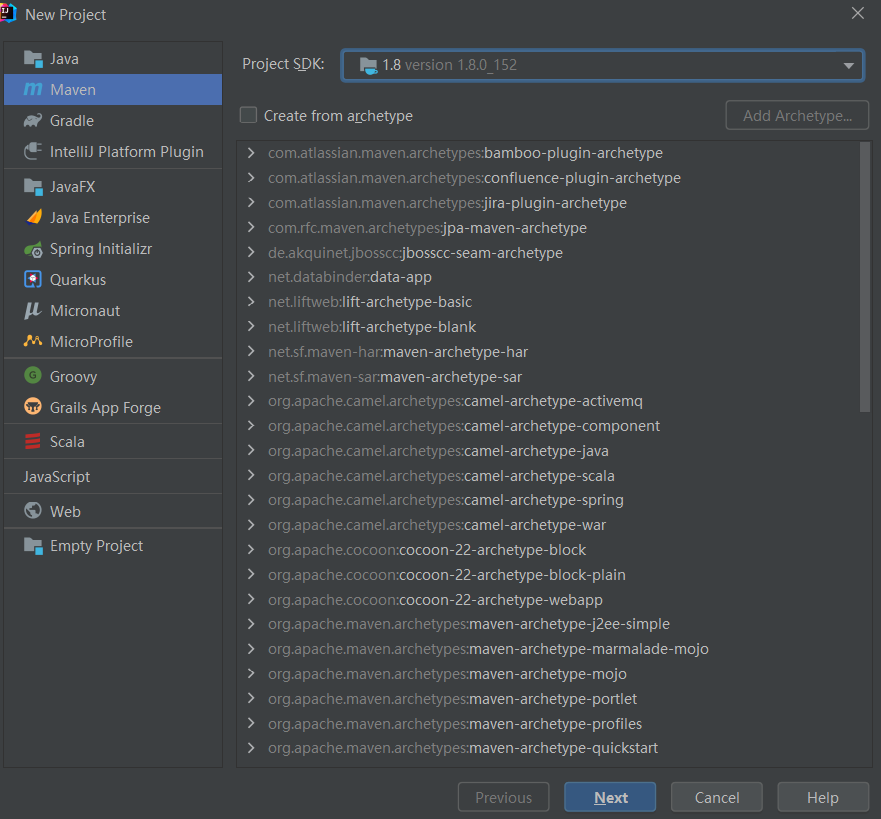 New Project
Java
Maven
Gradle
IntelliJ Platform Plugin
JavaFX
Java Enterprise
Spring Initializr
Quarkus
Micronaut
MicroProfile
Groovy
Grails App Forge
Scala
JavaScript
Web
Empty Project
Project SDK: 1.8 version 1.8.0_152
Create from archetype Add Archetype...
com.atlassian.maven.archetypes:bamboo-plugin-archetype
com.atlassian.maven.archetypes:confluence-plugin-archetype
com.atlassian.maven.archetypes:jira-plugin-archetype
com.rfc.maven.archetypes:jpa-maven-archetype
de.akquinet.jbosscc:jbosscc-seam-archetype
net.databinder:data-app
net.liftweb:lift-archetype-basic
net.liftweb:lift-archetype-blank
net.sf.maven-har:maven-archetype-har
net.sf.maven-sar:maven-archetype-sar
org.apache.camel.archetypes:camel-archetype-activemq
org.apache.camel.archetypes:camel-archetype-component
org.apache.camel.archetypes:camel-archetype-java
org.apache.camel.archetypes:camel-archetype-scala
org.apache.camel.archetypes:camel-archetype-spring
org.apache.camel.archetypes:camel-archetype-war
org.apache.cocoon:cocoon-22-archetype-block
org.apache.cocoon:cocoon-22-archetype-block-plain
org.apache.cocoon:cocoon-22-archetype-webapp
org.apache.maven.archetypes:maven-archetype-j2ee-simple
org.apache.maven.archetypes:maven-archetype-marmalade-mojo
org.apache.maven.archetypes:maven-archetype-mojo
org.apache.maven.archetypes:maven-archetype-portlet
org.apache.maven.archetypes:maven-archetype-profiles
org.apache.maven.archetypes:maven-archetype-quickstart
Previous Next Cancel Help